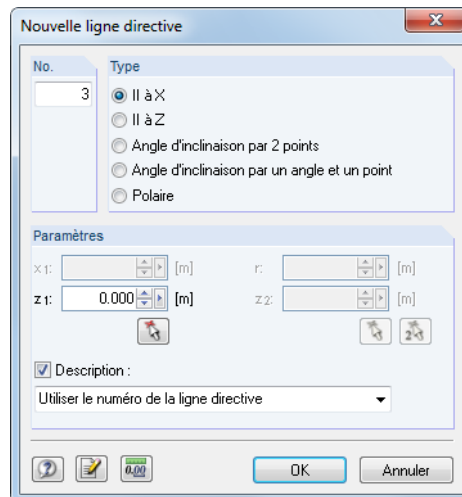 Nouvelle ligne directive
No.
3
Type
II à X
II à Z
Angle d'inclinaison par 2 points
Angle d'inclinaison par un angle et un point
Polaire
Paramètres
x1: [m] r: [m]
z1: 0.000 [m] z2: [m]
Description :
Utiliser le numéro de la ligne directive
0.00 OK Annuler